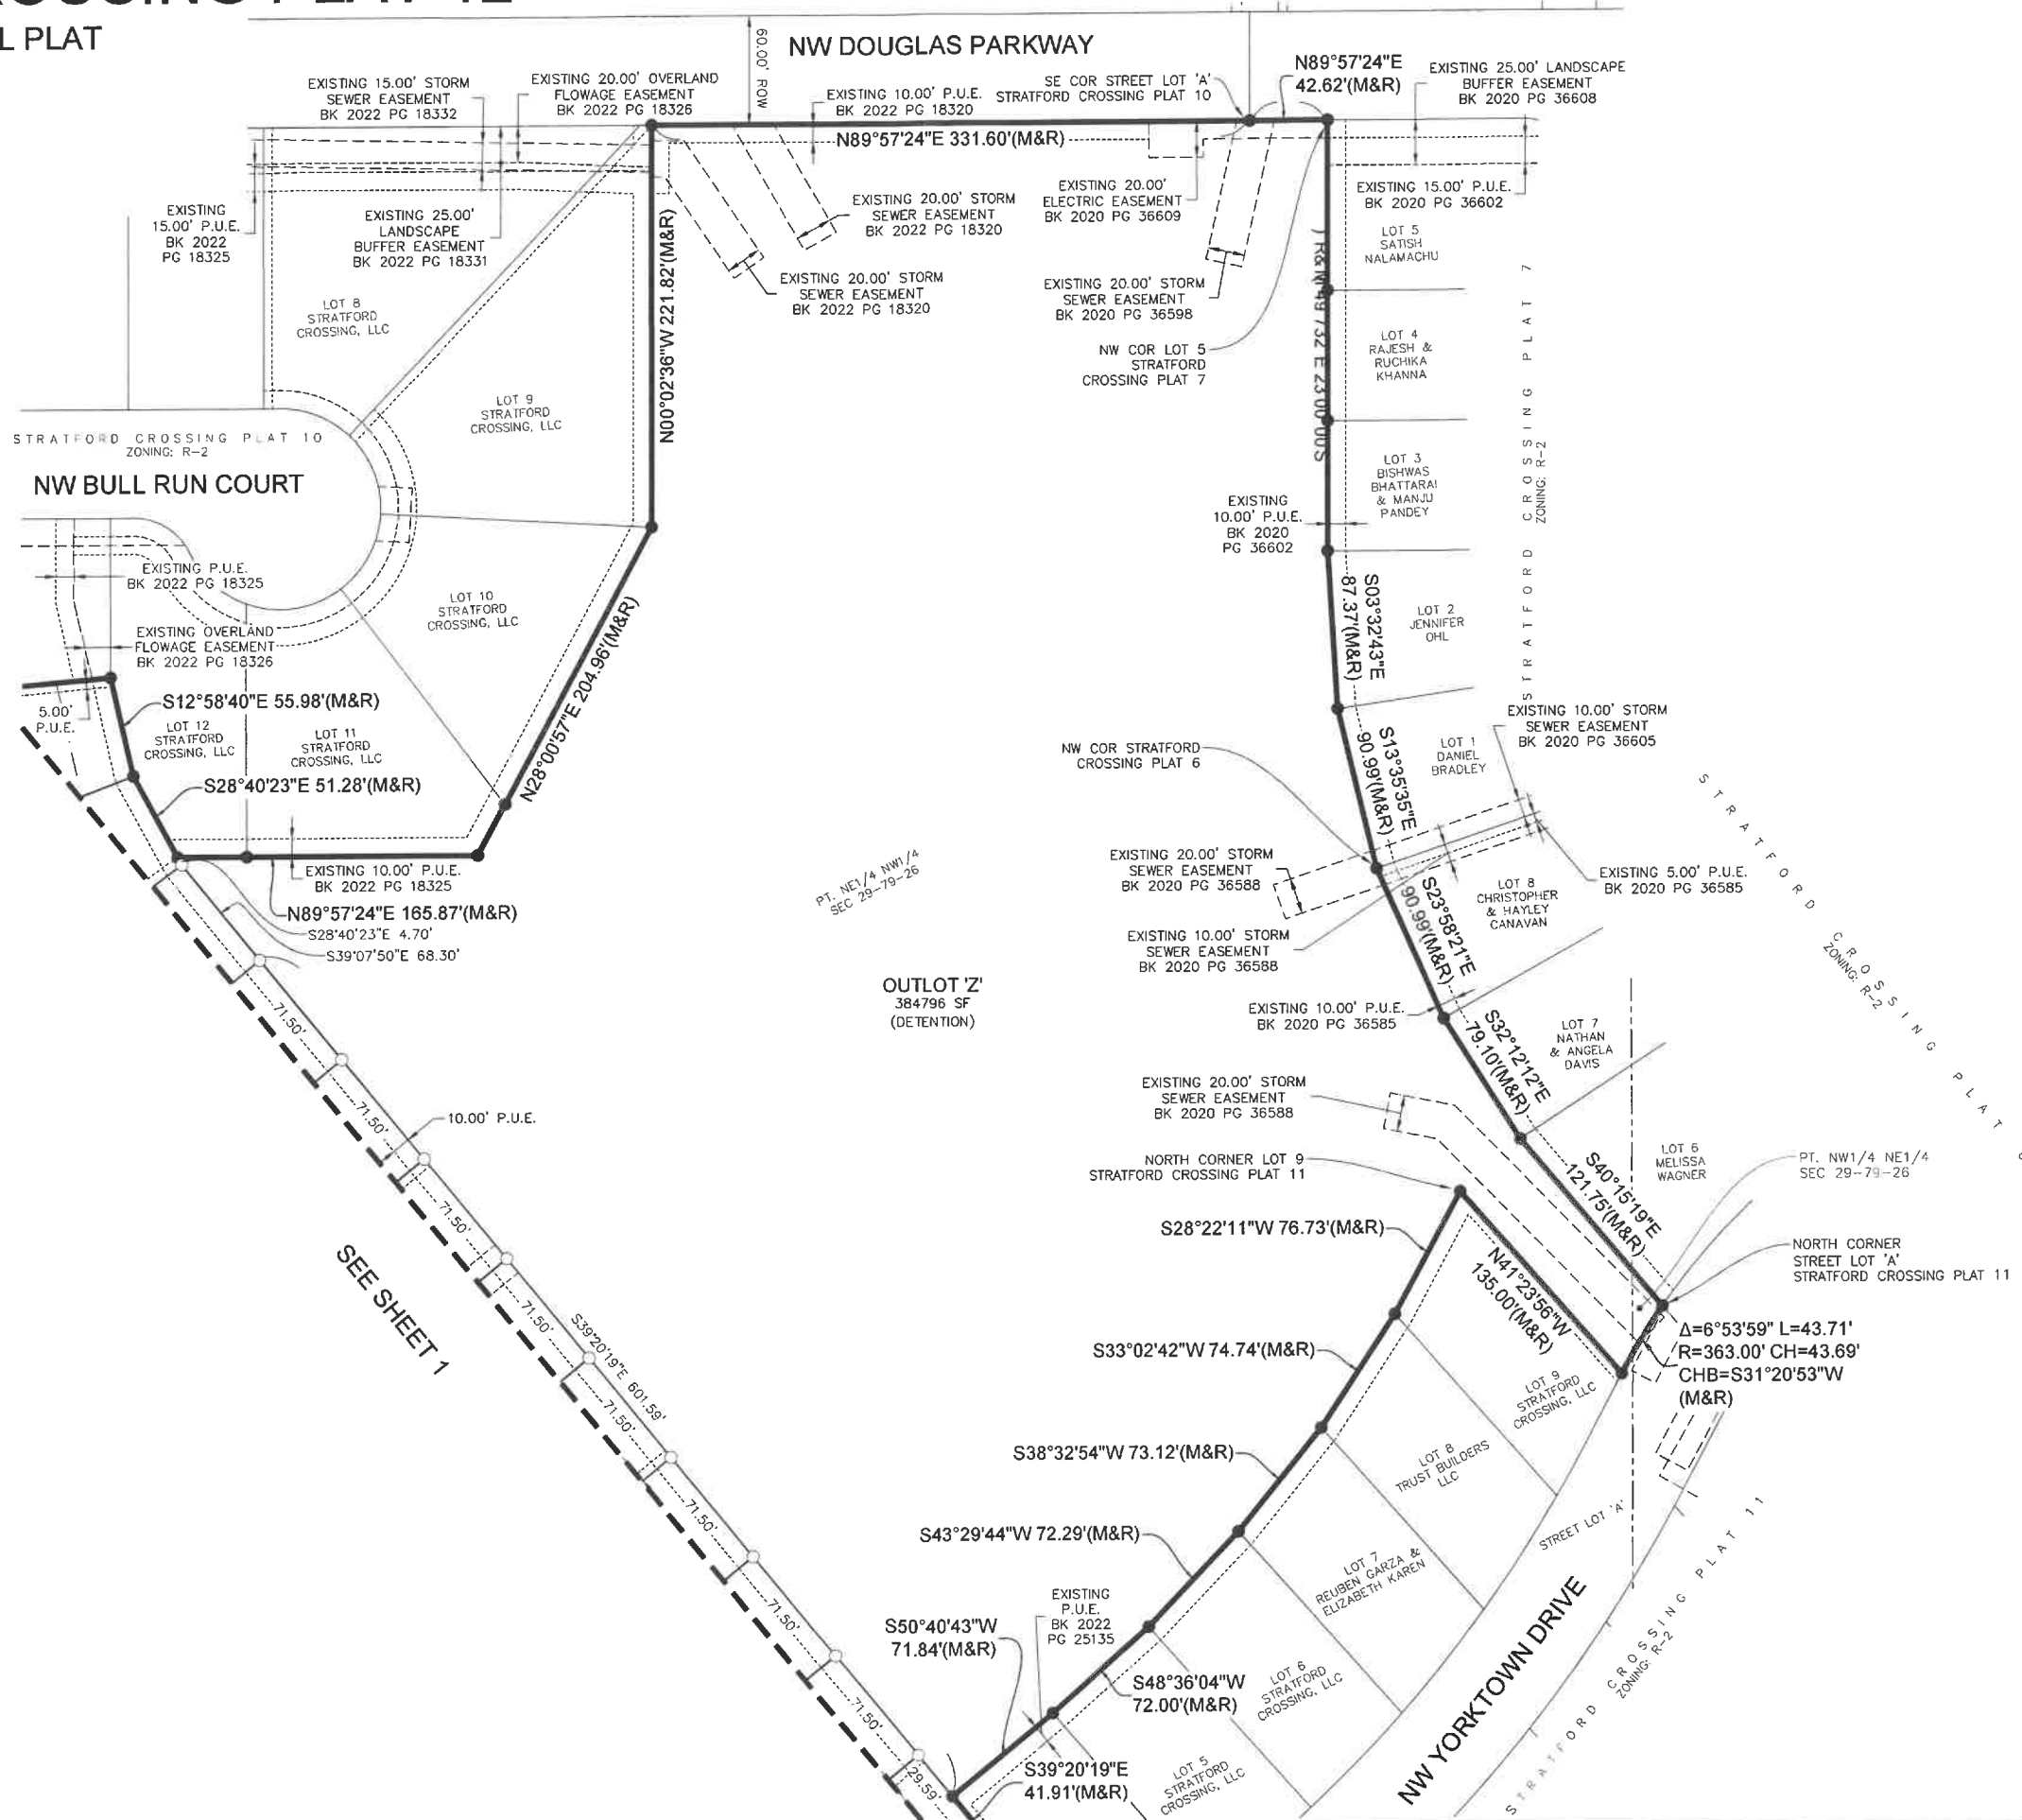 L PLAT
NW DOUGLAS PARKWAY
60.00' ROW
EXISTING 15.00' STORM
SEWER EASEMENT
BK 2022 PG 18332
EXISTING 20.00' OVERLAND
FLOWAGE EASEMENT
BK 2022 PG 18326
EXISTING 10.00' P.U.E.
BK 2022 PG 18320
SE COR STREET LOT 'A'
STRATFORD CROSSING PLAT 10
N89°57'24"E
42.62'(M&R)
EXISTING 25.00' LANDSCAPE
BUFFER EASEMENT
BK 2020 PG 36608
N89°57'24"E 331.60'(M&R)
EXISTING
15.00' P.U.E.
BK 2022
PG 18325
EXISTING 25.00'
LANDSCAPE
BUFFER EASEMENT
BK 2022 PG 18331
N00°02'36"W 221.82'(M&R)
EXISTING 20.00' STORM
SEWER EASEMENT
BK 2022 PG 18320
EXISTING 20.00' STORM
SEWER EASEMENT
BK 2022 PG 18320
EXISTING 20.00'
ELECTRIC EASEMENT
BK 2020 PG 36609
EXISTING 20.00' STORM
SEWER EASEMENT
BK 2020 PG 36598
NW COR LOT 5
STRATFORD
CROSSING PLAT 7
EXISTING 15.00' P.U.E.
BK 2020 PG 36602
LOT 5
SATISH
NALAMACHU
LOT 4
RAJESH &
RUCHIKA
KHANNA
LOT 3
BISHWAS
BHATTARAI
& MANJU
PANDEY
STRATFORD CROSSING PLAT 7
ZONING: R-2
LOT 8
STRATFORD
CROSSING, LLC
LOT 9
STRATFORD
CROSSING, LLC
STRATFORD CROSSING PLAT 10
ZONING: R-2
NW BULL RUN COURT
EXISTING P.U.E.
BK 2022 PG 18325
LOT 10
STRATFORD
CROSSING, LLC
EXISTING OVERLAND
FLOWAGE EASEMENT
BK 2022 PG 18326
N28°00'57"E 204.96'(M&R)
S12°58'40"E 55.98'(M&R)
5.00'
P.U.E.
LOT 12
STRATFORD
CROSSING, LLC
LOT 11
STRATFORD
CROSSING, LLC
S28°40'23"E 51.28'(M&R)
EXISTING 10.00' P.U.E.
BK 2022 PG 18325
N89°57'24"E 165.87'(M&R)
S28°40'23"E 4.70'
S39°07'50"E 68.30'
EXISTING
10.00' P.U.E.
BK 2020
PG 36602
S03°32'43"E
87.37'(M&R)
LOT 2
JENNIFER
OHL
NW COR STRATFORD
CROSSING PLAT 6
S13°35'35"E
90.99'(M&R)
LOT 1
DANIEL
BRADLEY
EXISTING 10.00' STORM
SEWER EASEMENT
BK 2020 PG 36605
PT. NE1/4 NW1/4
SEC 29-79-26
EXISTING 20.00' STORM
SEWER EASEMENT
BK 2020 PG 36588
EXISTING 10.00' STORM
SEWER EASEMENT
BK 2020 PG 36588
S23°58'21"E
90.99'(M&R)
LOT 8
CHRISTOPHER
& HAYLEY
CANAVAN
EXISTING 5.00' P.U.E.
BK 2020 PG 36585
STRATFORD CROSSING PLAT
ZONING: R-2
OUTLOT 'Z'
384796 SF
(DETENTION)
EXISTING 10.00' P.U.E.
BK 2020 PG 36585
S32°12'12"E
79.10'(M&R)
LOT 7
NATHAN
& ANGELA
DAVIS
EXISTING 20.00' STORM
SEWER EASEMENT
BK 2020 PG 36588
NORTH CORNER LOT 9
STRATFORD CROSSING PLAT 11
S40°15'19"E
121.75'(M&R)
LOT 6
MELISSA
WAGNER
PT. NW1/4 NE1/4
SEC 29-79-26
NORTH CORNER
STREET LOT 'A'
STRATFORD CROSSING PLAT 11
71.50'
71.50'
10.00' P.U.E.
71.50'
71.50'
SEE SHEET 1
S39°20'19"E 601.59'
71.50'
71.50'
71.50'
71.50'
29.59'
S28°22'11"W 76.73'(M&R)
N41°23'56"W
135.00'(M&R)
Δ=6°53'59" L=43.71'
R=363.00' CH=43.69'
CHB=S31°20'53"W
(M&R)
S33°02'42"W 74.74'(M&R)
LOT 9
STRATFORD
CROSSING, LLC
S38°32'54"W 73.12'(M&R)
LOT 8
TRUST BUILDERS
LLC
STREET LOT 'A'
S43°29'44"W 72.29'(M&R)
LOT 7
REUBEN GARZA &
ELIZABETH KAREN
EXISTING
P.U.E.
BK 2022
PG 25135
S50°40'43"W
71.84'(M&R)
S48°36'04"W
72.00'(M&R)
LOT 6
STRATFORD
CROSSING, LLC
NW YORKTOWN DRIVE
STRATFORD CROSSING PLAT 11
ZONING: R-2
S39°20'19"E
41.91'(M&R)
LOT 5
STRATFORD
CROSSING, LLC